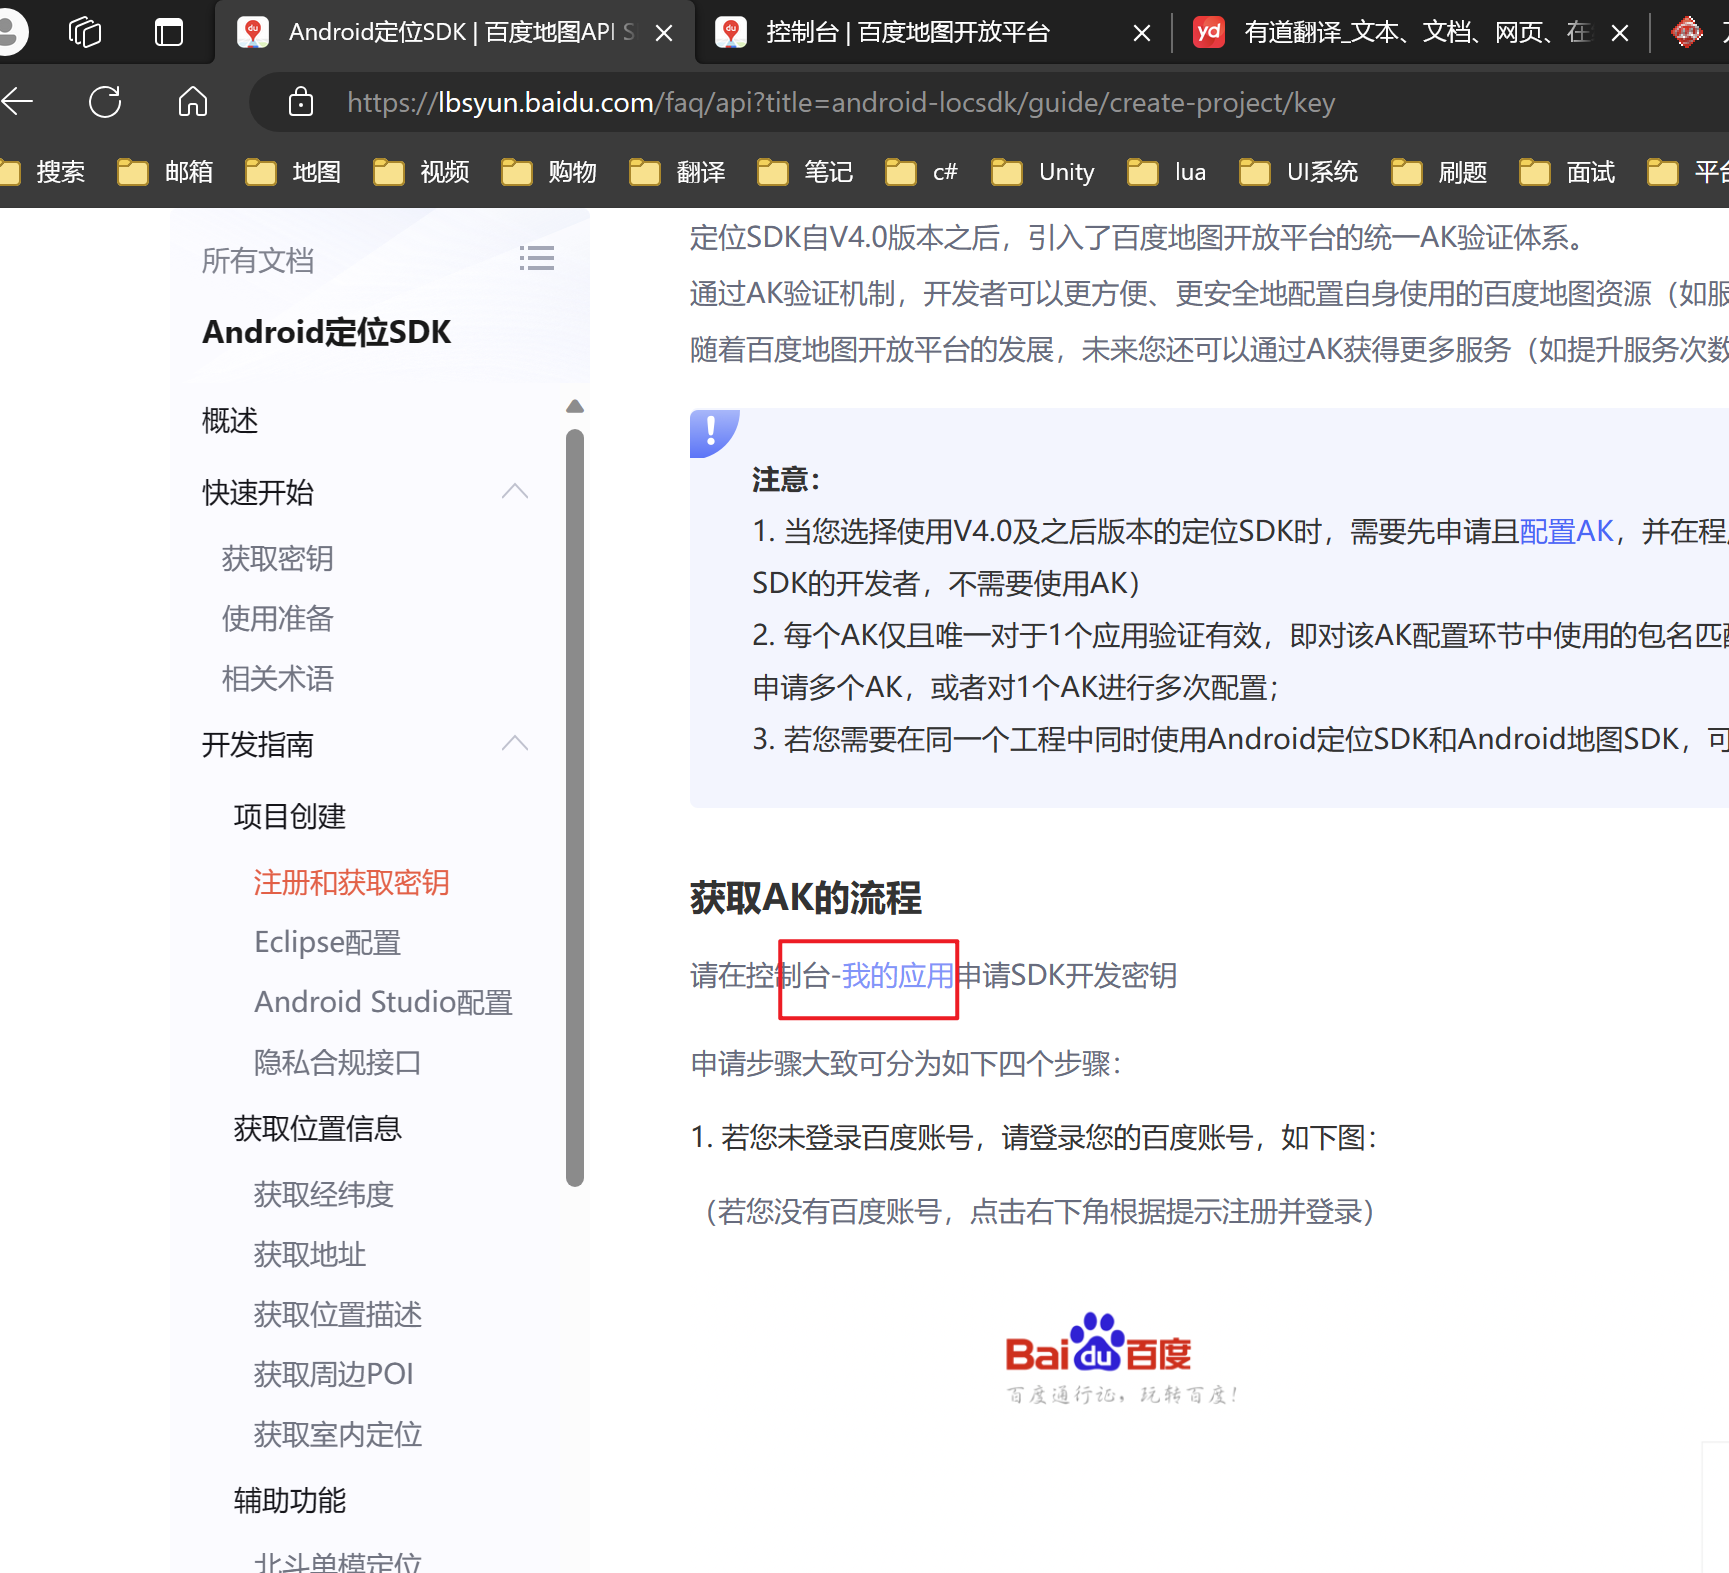 Android定位SDK | 百度地图API S
控制台 | 百度地图开放平台
有道翻译_文本、文档、网页、在
https://lbsyun.baidu.com/faq/api?title=android-locsdk/guide/create-project/key
搜索
邮箱
地图
视频
购物
翻译
笔记
c#
Unity
lua
UI系统
刷题
面试
平台
所有文档
Android定位SDK
概述
快速开始
获取密钥
使用准备
相关术语
开发指南
项目创建
注册和获取密钥
Eclipse配置
Android Studio配置
隐私合规接口
获取位置信息
获取经纬度
获取地址
获取位置描述
获取周边POI
获取室内定位
辅助功能
北斗单模定位
定位SDK自V4.0版本之后，引入了百度地图开放平台的统一AK验证体系。
通过AK验证机制，开发者可以更方便、更安全地配置自身使用的百度地图资源（如服
随着百度地图开放平台的发展，未来您还可以通过AK获得更多服务（如提升服务次数
注意：
1. 当您选择使用V4.0及之后版本的定位SDK时，需要先申请且配置AK，并在程
SDK的开发者，不需要使用AK）
2. 每个AK仅且唯一对于1个应用验证有效，即对该AK配置环节中使用的包名匹配
申请多个AK，或者对1个AK进行多次配置；
3. 若您需要在同一个工程中同时使用Android定位SDK和Android地图SDK，可
获取AK的流程
请在控制台-我的应用申请SDK开发密钥
申请步骤大致可分为如下四个步骤：
1. 若您未登录百度账号，请登录您的百度账号，如下图：
（若您没有百度账号，点击右下角根据提示注册并登录）
Bai du 百度
百度通行证，玩转百度！